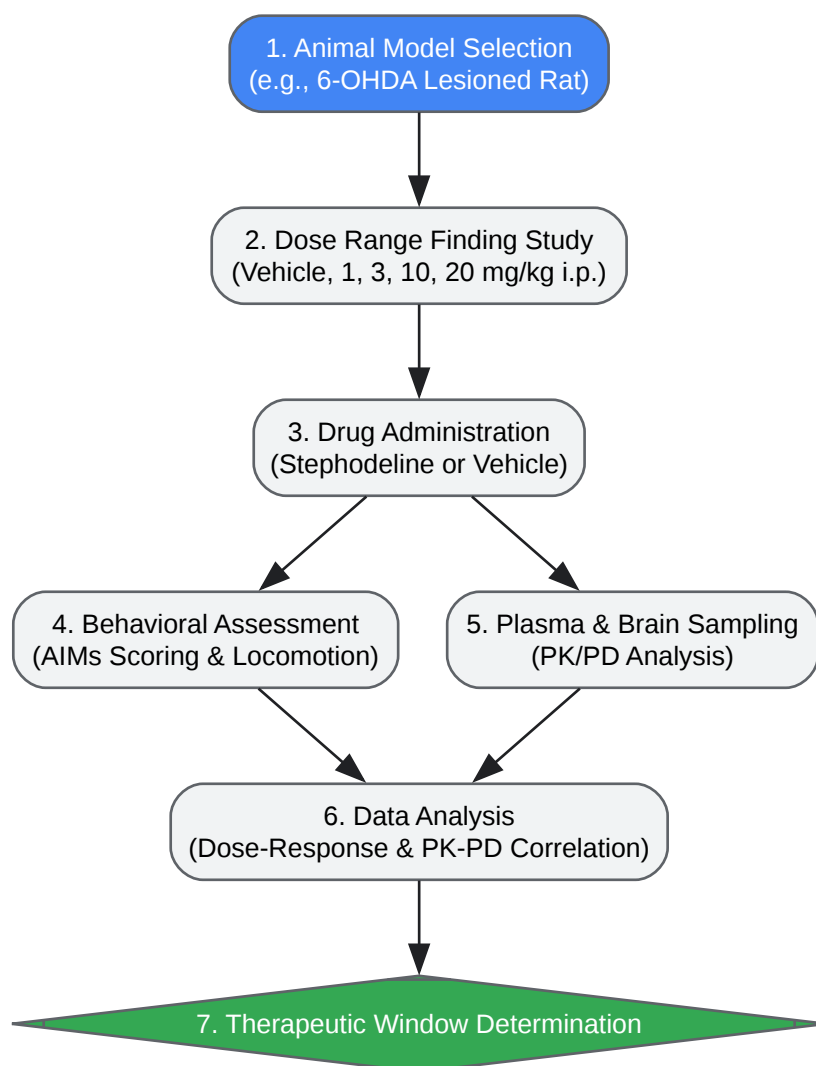 1. Animal Model Selection
(e.g., 6-OHDA Lesioned Rat)
2. Dose Range Finding Study
(Vehicle, 1, 3, 10, 20 mg/kg i.p.)
3. Drug Administration
(Stephodeline or Vehicle)
4. Behavioral Assessment
(AIMs Scoring & Locomotion)
5. Plasma & Brain Sampling
(PK/PD Analysis)
6. Data Analysis
(Dose-Response & PK-PD Correlation)
7. Therapeutic Window Determination